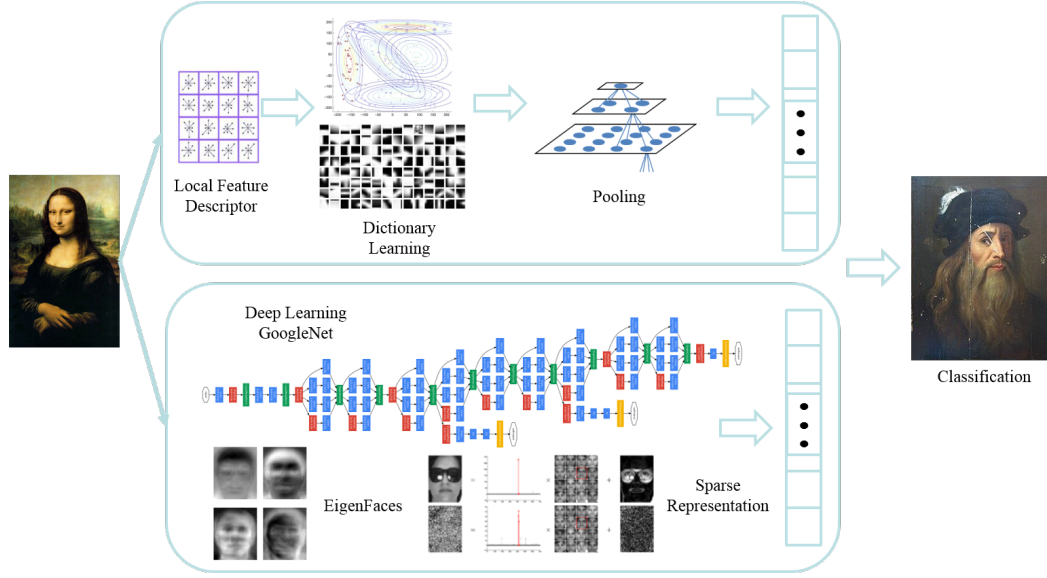 Local Feature
Descriptor
Dictionary
Learning
Pooling
Deep Learning
GoogleNet
EigenFaces
Sparse
Representation
Classification